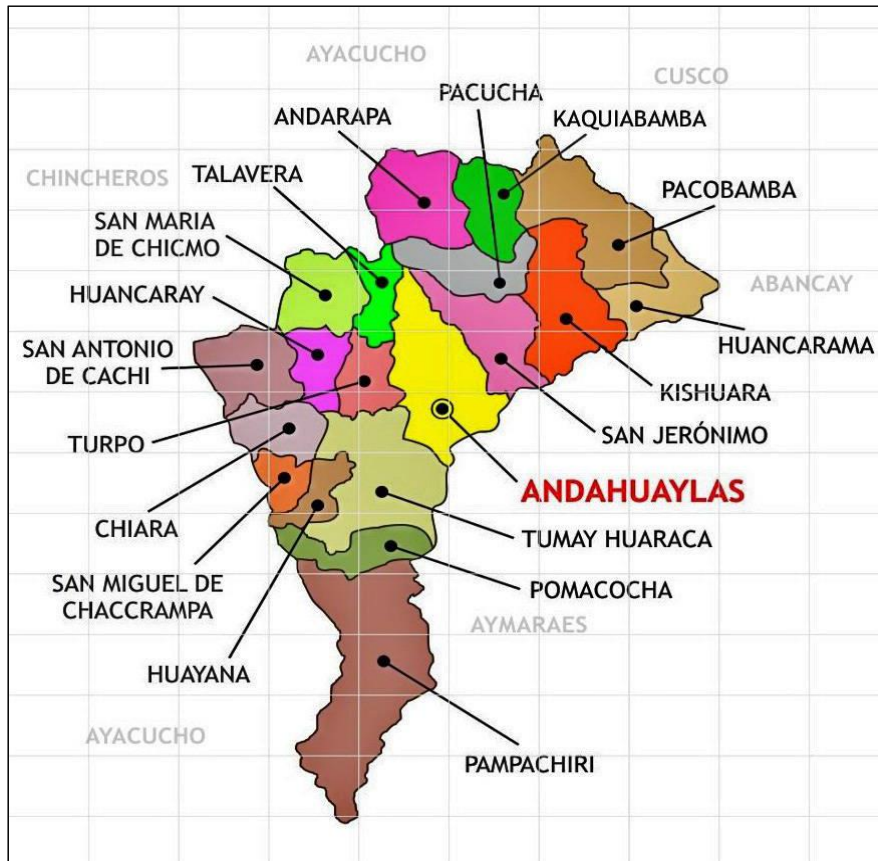 AYACUCHO
CUSCO
PACUCHA
ANDARAPA
KAQUIABAMBA
CHINCHEROS
TALAVERA
PACOBAMBA
SAN MARIA
DE CHICMO
ABANCAY
HUANCARAY
HUANCARAMA
SAN ANTONIO
DE CACHI
KISHUARA
TURPO
SAN JERÓNIMO
ANDAHUAYLAS
CHIARA
TUMAY HUARACA
SAN MIGUEL DE
CHACCRAMPA
POMACOCHA
AYMARAES
HUAYANA
AYACUCHO
PAMPACHIRI